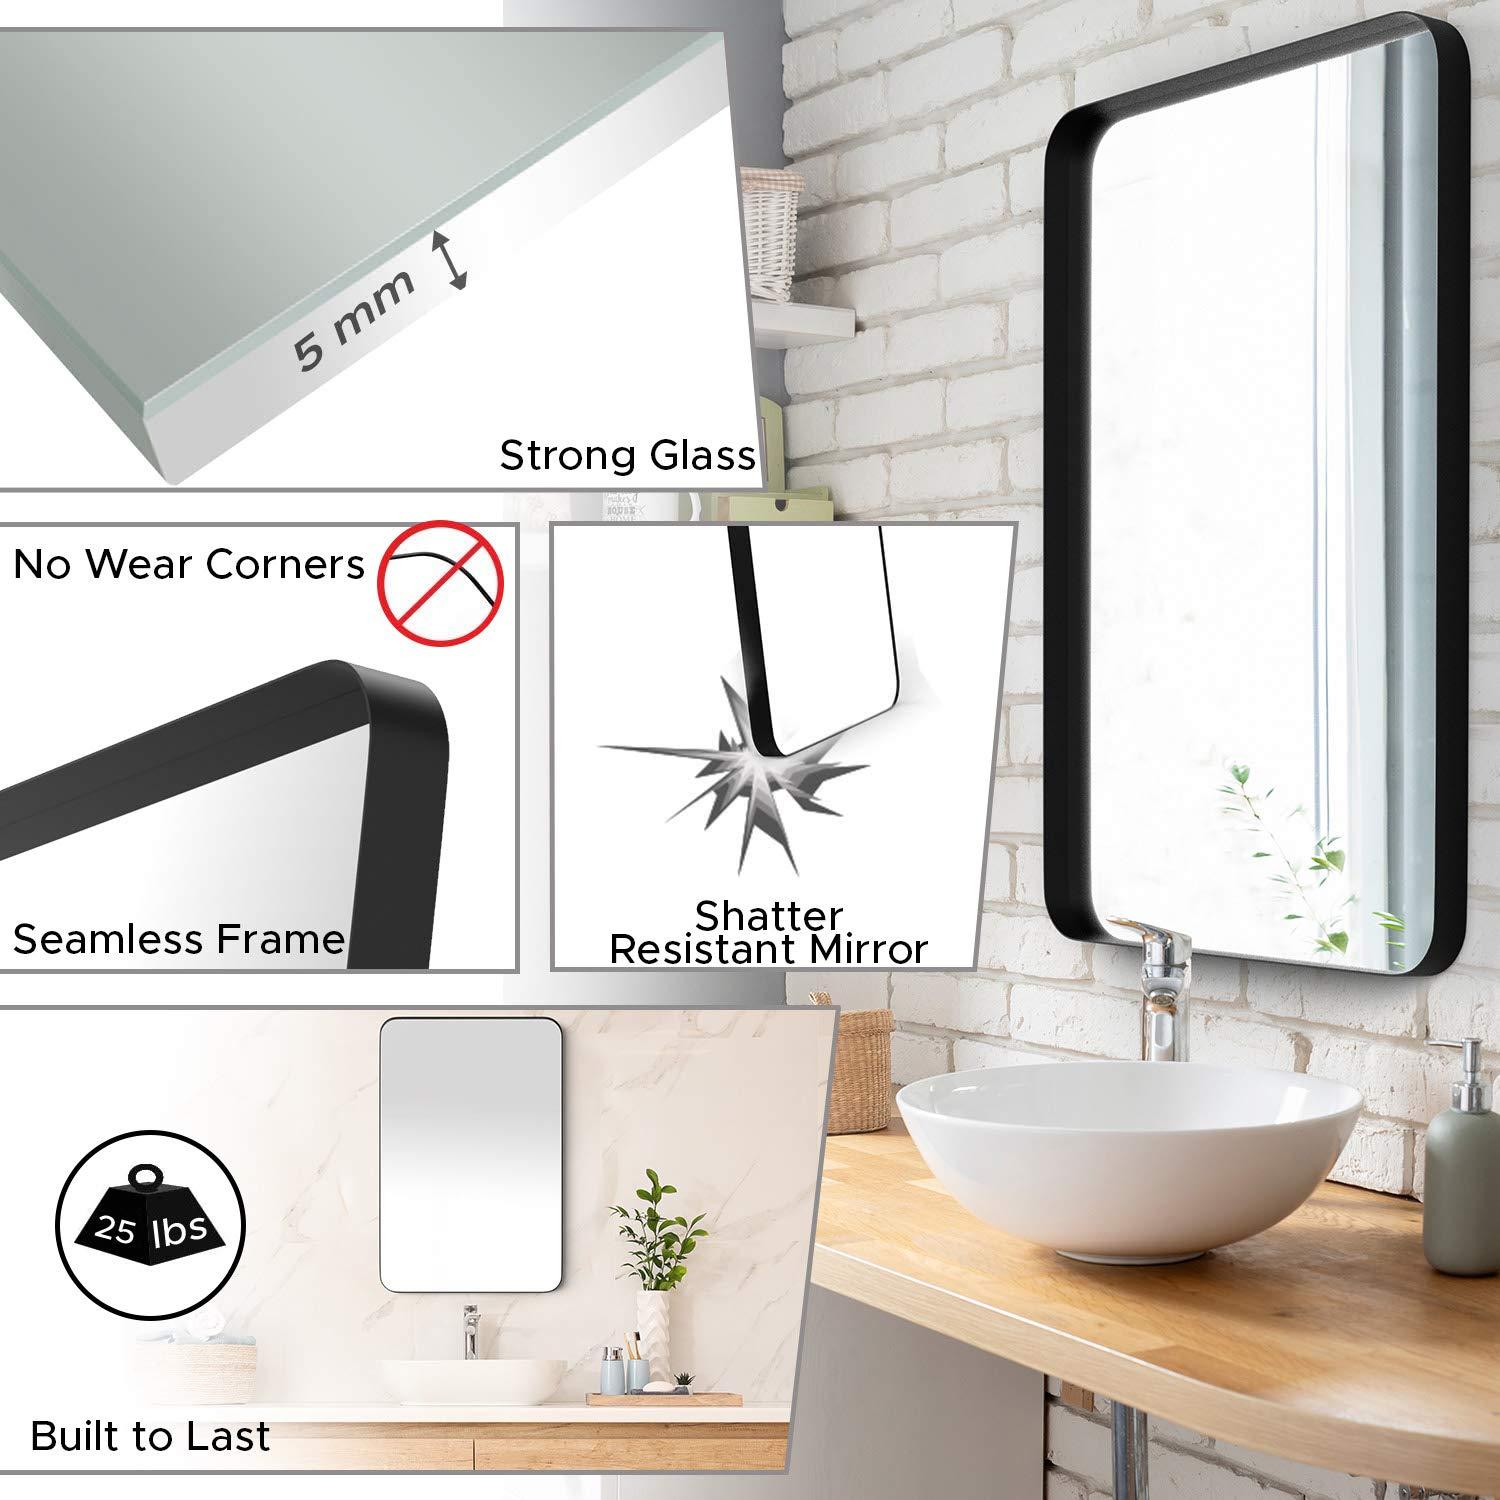 5 mm
Strong Glass
No Wear Corners
Seamless Frame
Shatter
Resistant Mirror
25 lbs
Built to Last